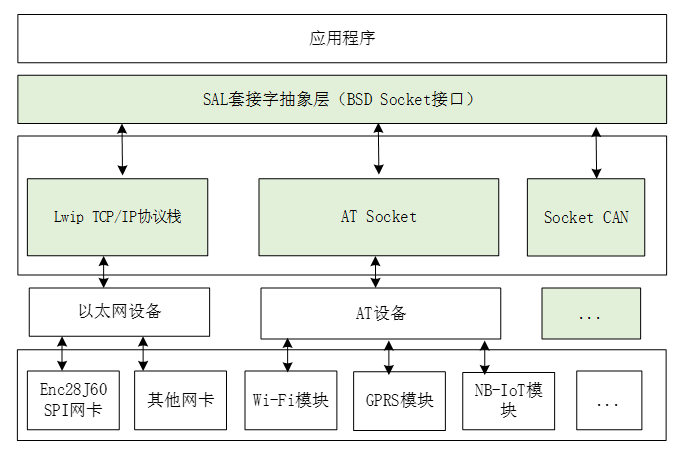 应用程序
SAL套接字抽象层（BSD Socket接口）
Lwip TCP/IP协议栈
AT Socket
Socket CAN
以太网设备
AT设备
...
Enc28J60
SPI网卡
其他网卡
Wi-Fi模块
GPRS模块
NB-IoT模
块
...